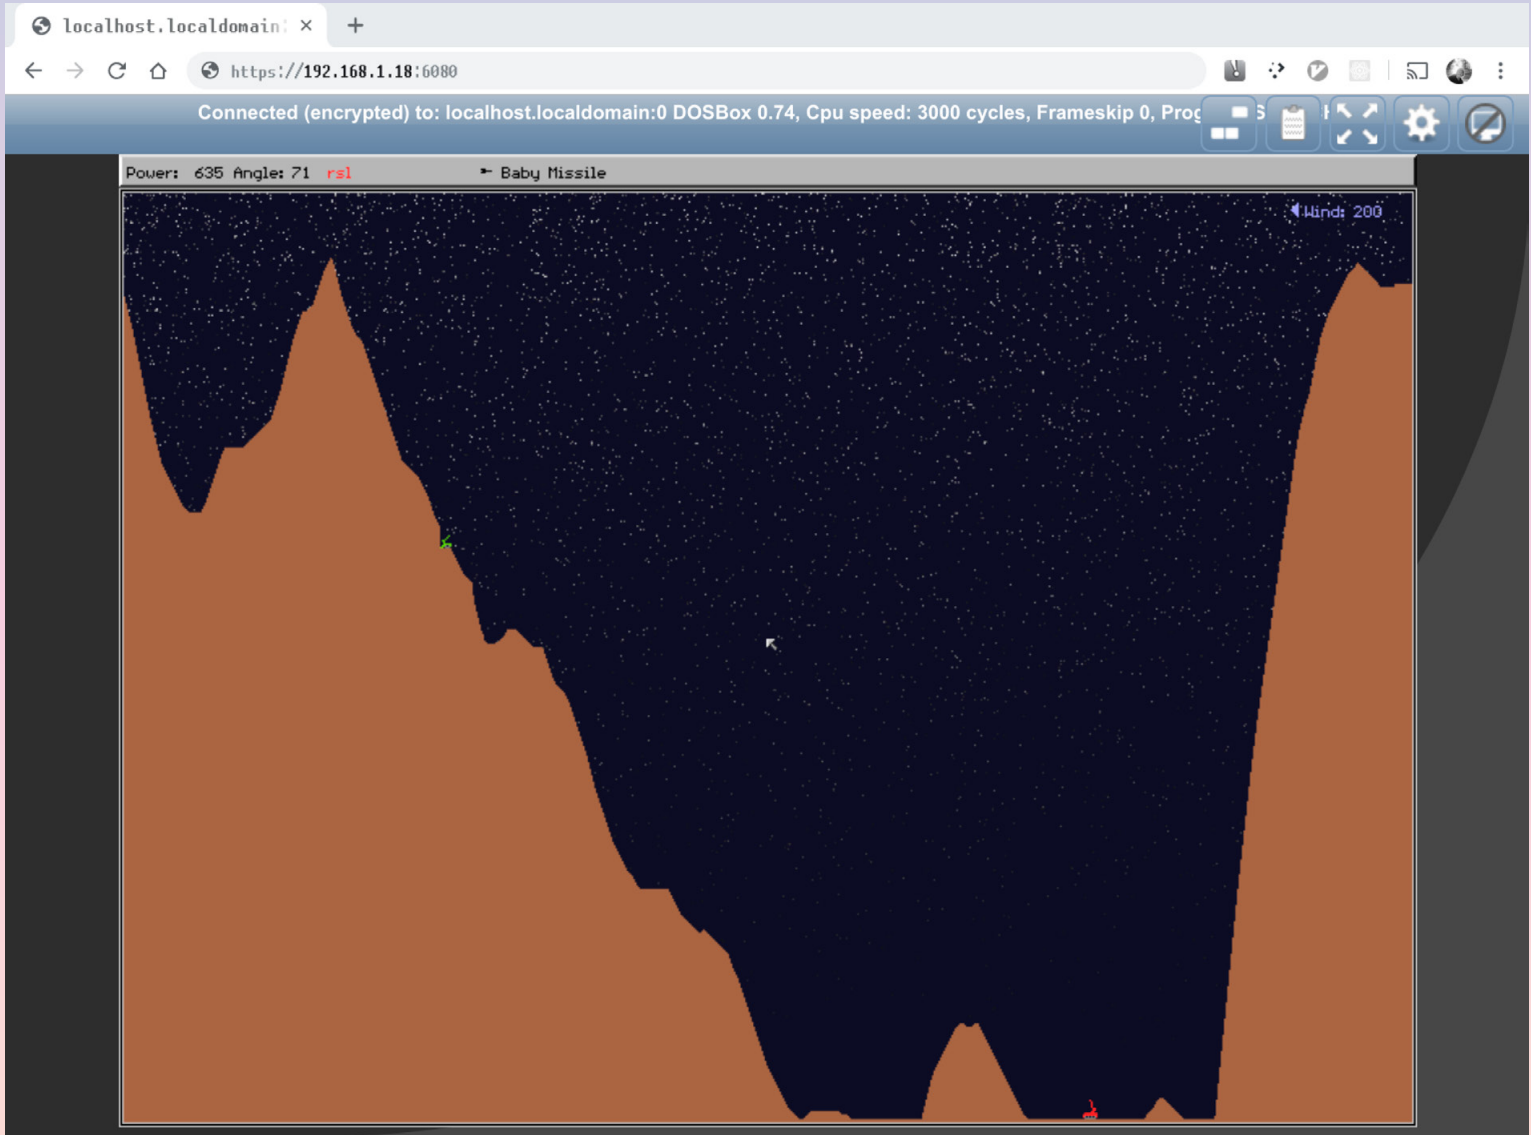 localhost.localdomain:
https://192.168.1.18:6080
Connected (encrypted) to: localhost.localdomain:0 DOSBox 0.74, Cpu speed: 3000 cycles, Frameskip 0, Prog
Power: 635 Angle: 71 rsl Baby Missile
Wind: 200